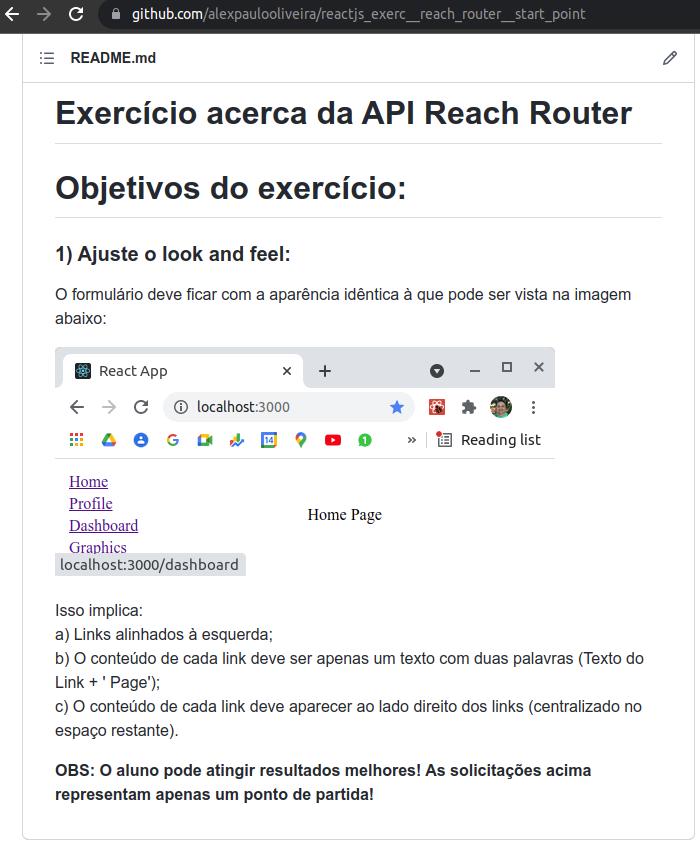 github.com/alexpaulooliveira/reactjs_exerc__reach_router__start_point
README.md
Exercício acerca da API Reach Router
Objetivos do exercício:
1) Ajuste o look and feel:
O formulário deve ficar com a aparência idêntica à que pode ser vista na imagem
abaixo:
React App
localhost:3000
14
1
»
Reading list
Home
Profile
Dashboard
Graphics
Home Page
localhost:3000/dashboard
Isso implica:
a) Links alinhados à esquerda;
b) O conteúdo de cada link deve ser apenas um texto com duas palavras (Texto do
Link + ' Page');
c) O conteúdo de cada link deve aparecer ao lado direito dos links (centralizado no
espaço restante).
OBS: O aluno pode atingir resultados melhores! As solicitações acima
representam apenas um ponto de partida!